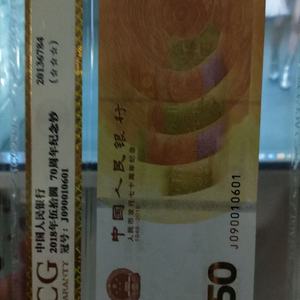 中国人民银行
2018年伍拾圆 70周年纪念钞
冠号: J090010601
20136784
(☆☆☆)
CG
中国人民银行
人民币发行七十周年纪念
J090010601
50